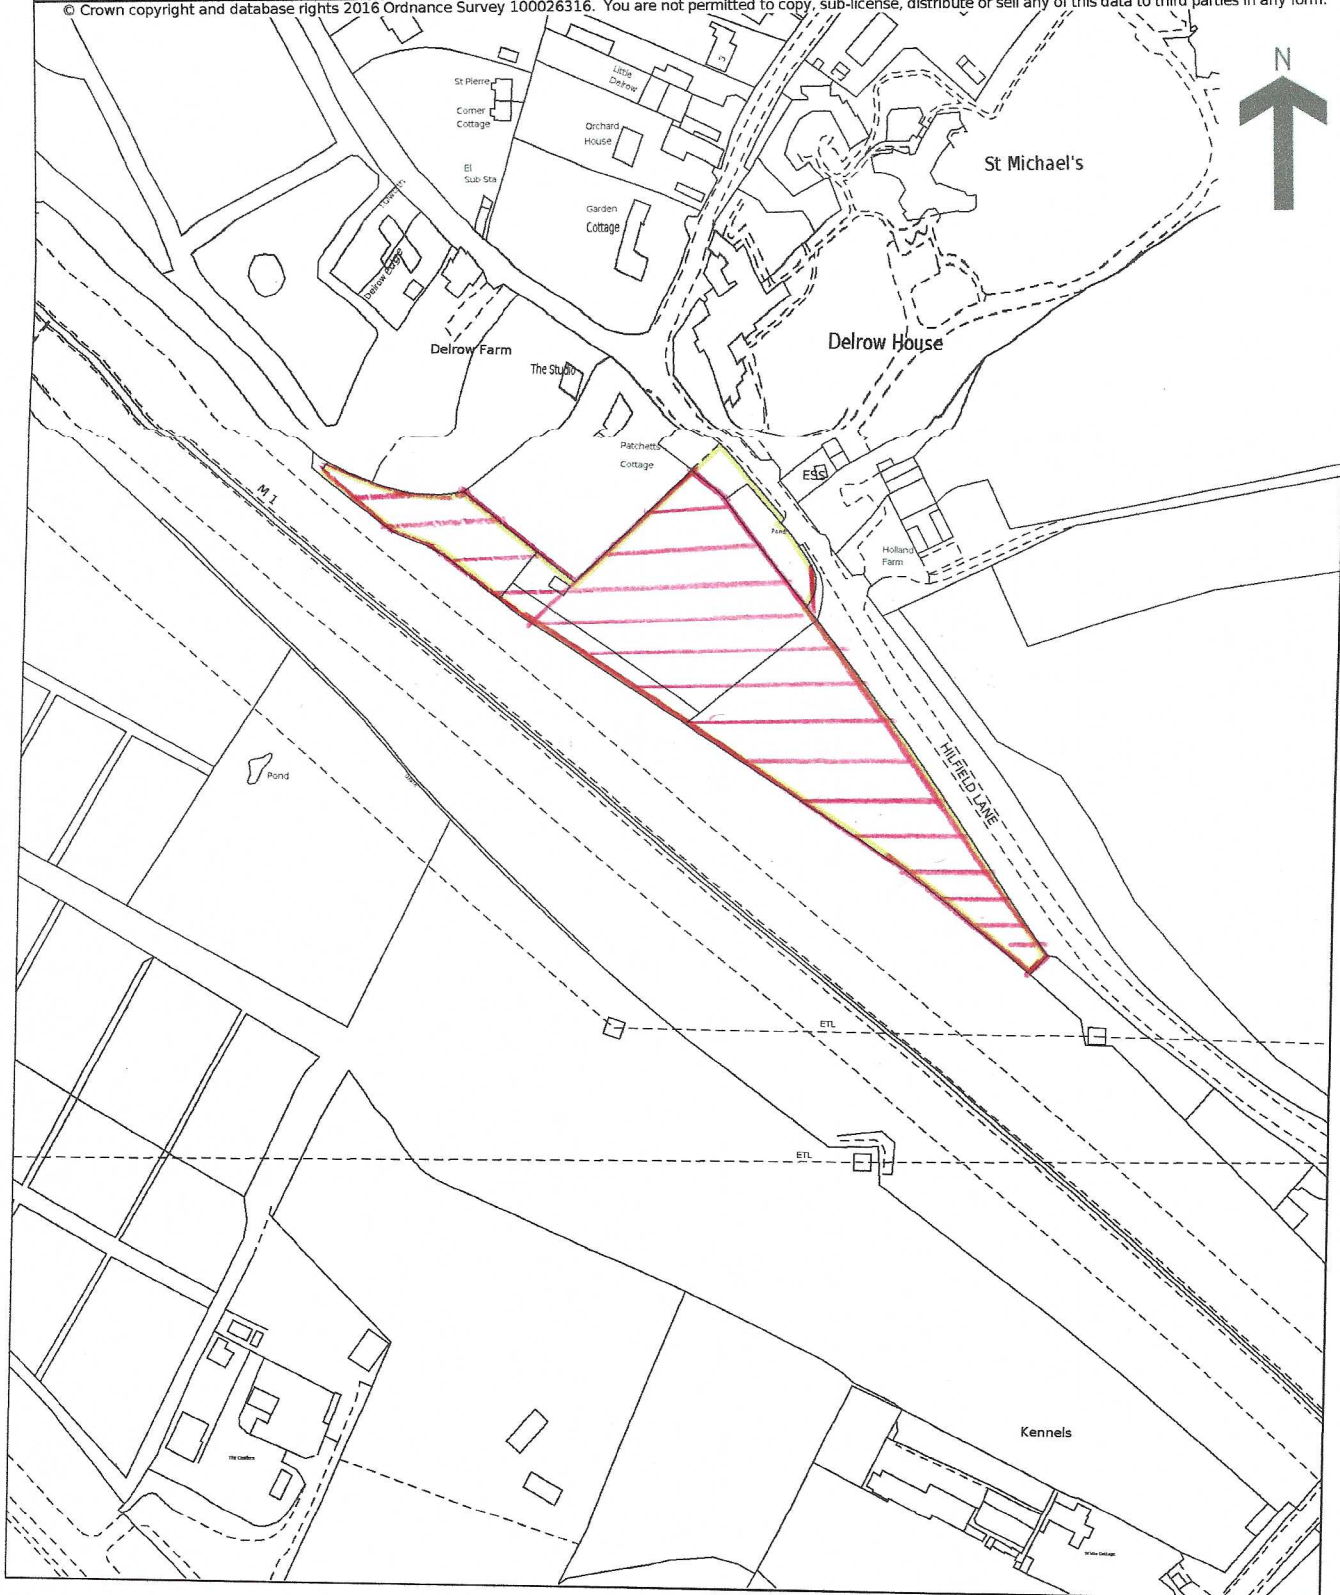 © Crown copyright and database rights 2016 Ordnance Survey 100026316. You are not permitted to copy, sub-license, distribute or sell any of this data to third parties in any form.
N
St Pierre
Corner
Cottage
El
Sub Sta
Little
Delrow
3
Orchard
House
Garden
Cottage
St Michael's
Delrow Edge
Delrow Farm
The Studio
Delrow House
Patchetts
Cottage
ESS
Pond
Holland
Farm
M 1
HILFIELD LANE
Pond
ETL
ETL
Kennels